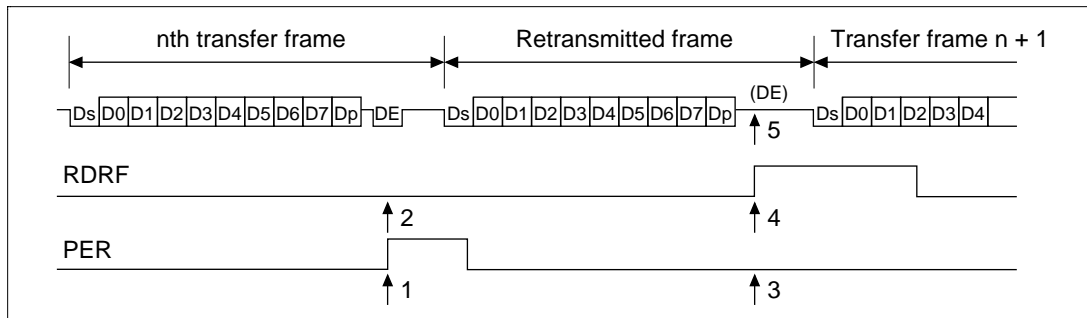 nth transfer frame Retransmitted frame Transfer frame n + 1
Ds D0 D1 D2 D3 D4 D5 D6 D7 Dp DE Ds D0 D1 D2 D3 D4 D5 D6 D7 Dp (DE) Ds D0 D1 D2 D3 D4
5
RDRF
2 4
PER
1 3